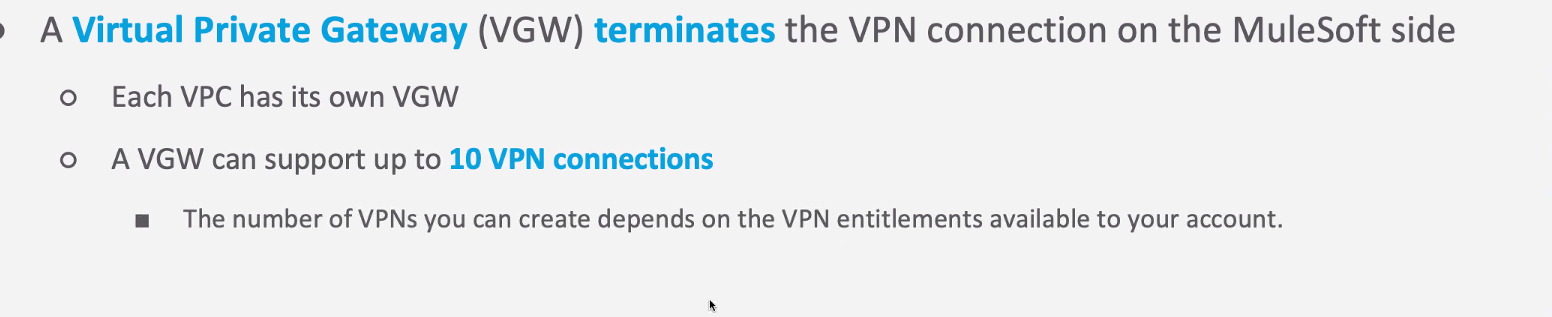 A Virtual Private Gateway (VGW) terminates the VPN connection on the MuleSoft side
Each VPC has its own VGW
A VGW can support up to 10 VPN connections
The number of VPNs you can create depends on the VPN entitlements available to your account.